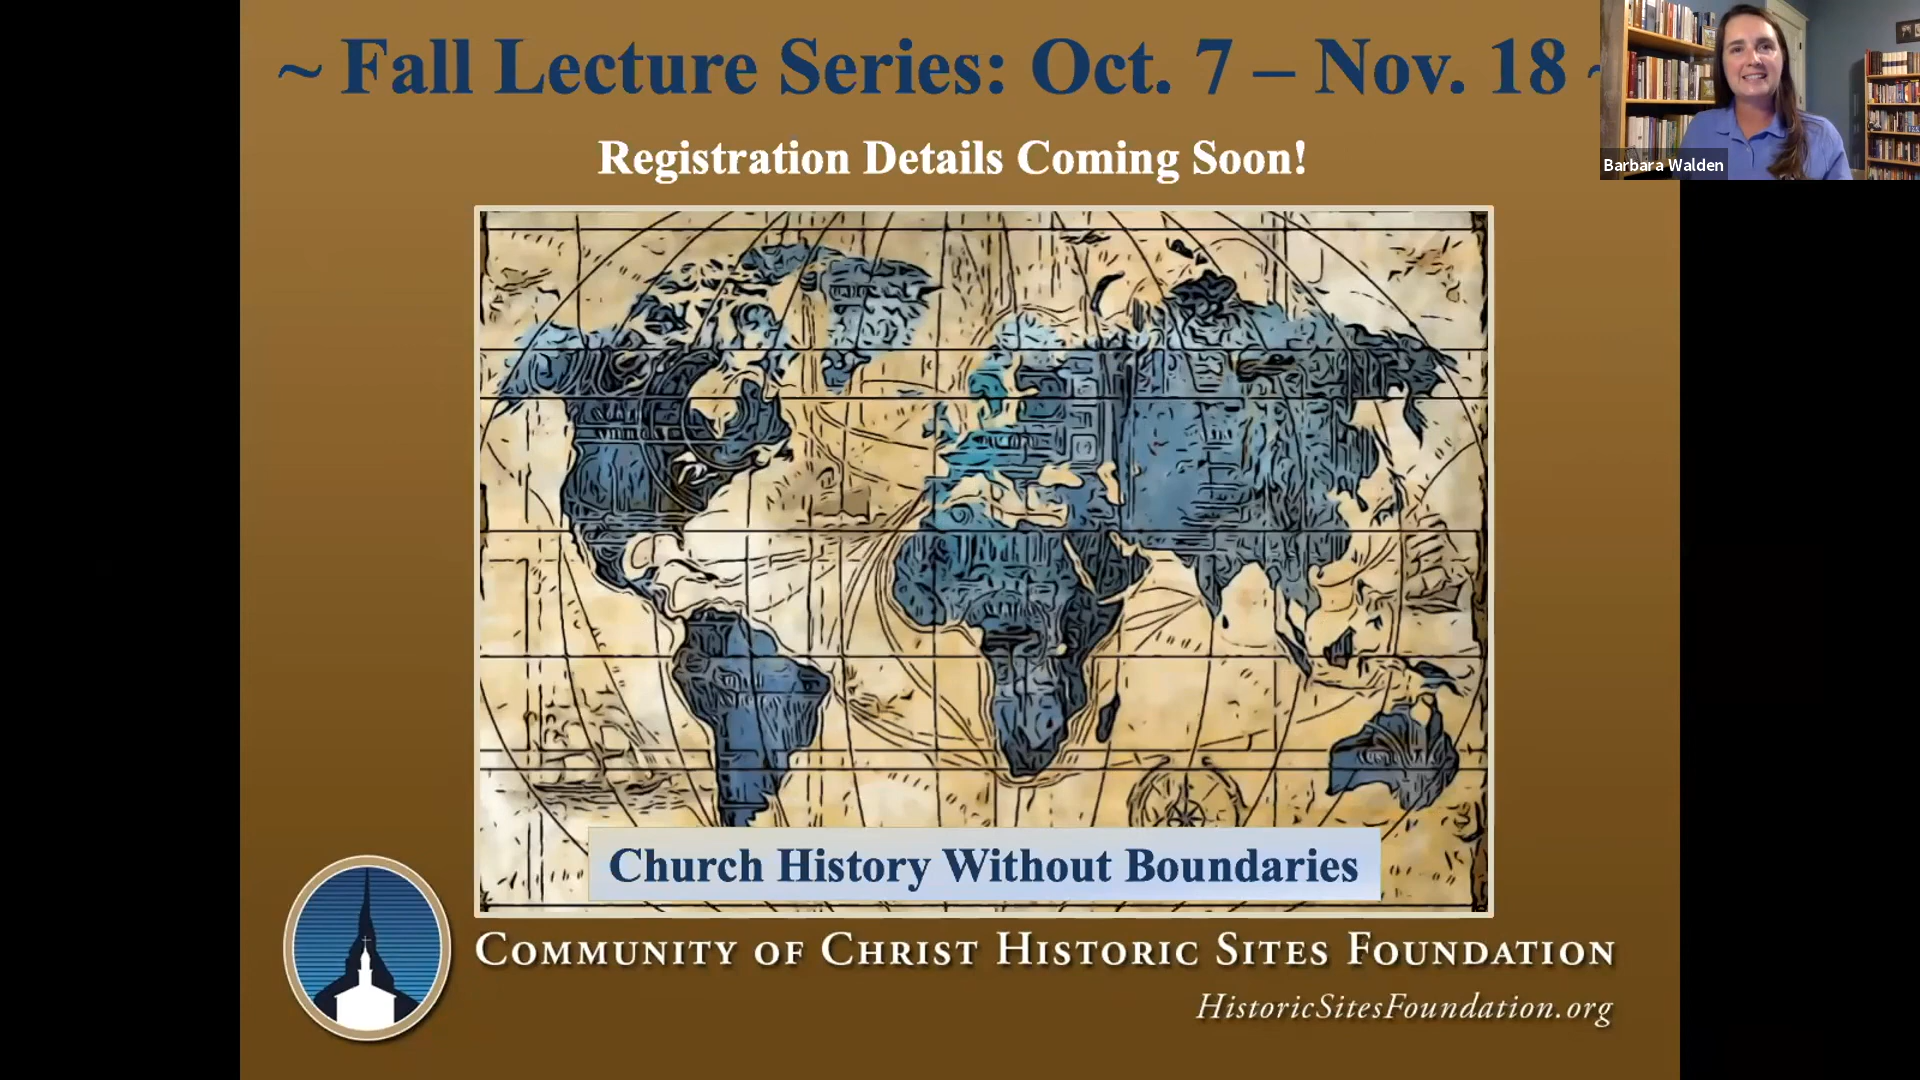 ~ Fall Lecture Series: Oct. 7 – Nov. 18 ~
Registration Details Coming Soon!
Barbara Walden
Church History Without Boundaries
Community of Christ Historic Sites Foundation
HistoricSitesFoundation.org